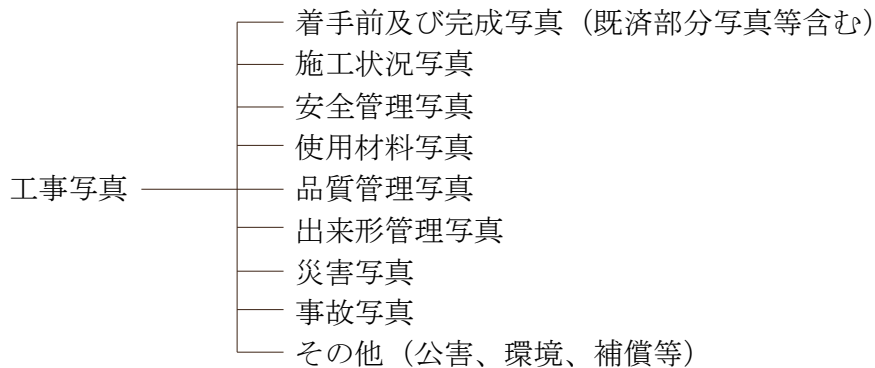 着手前及び完成写真（既済部分写真等含む）
施工状況写真
安全管理写真
使用材料写真
工事写真
品質管理写真
出来形管理写真
災害写真
事故写真
その他（公害、環境、補償等）